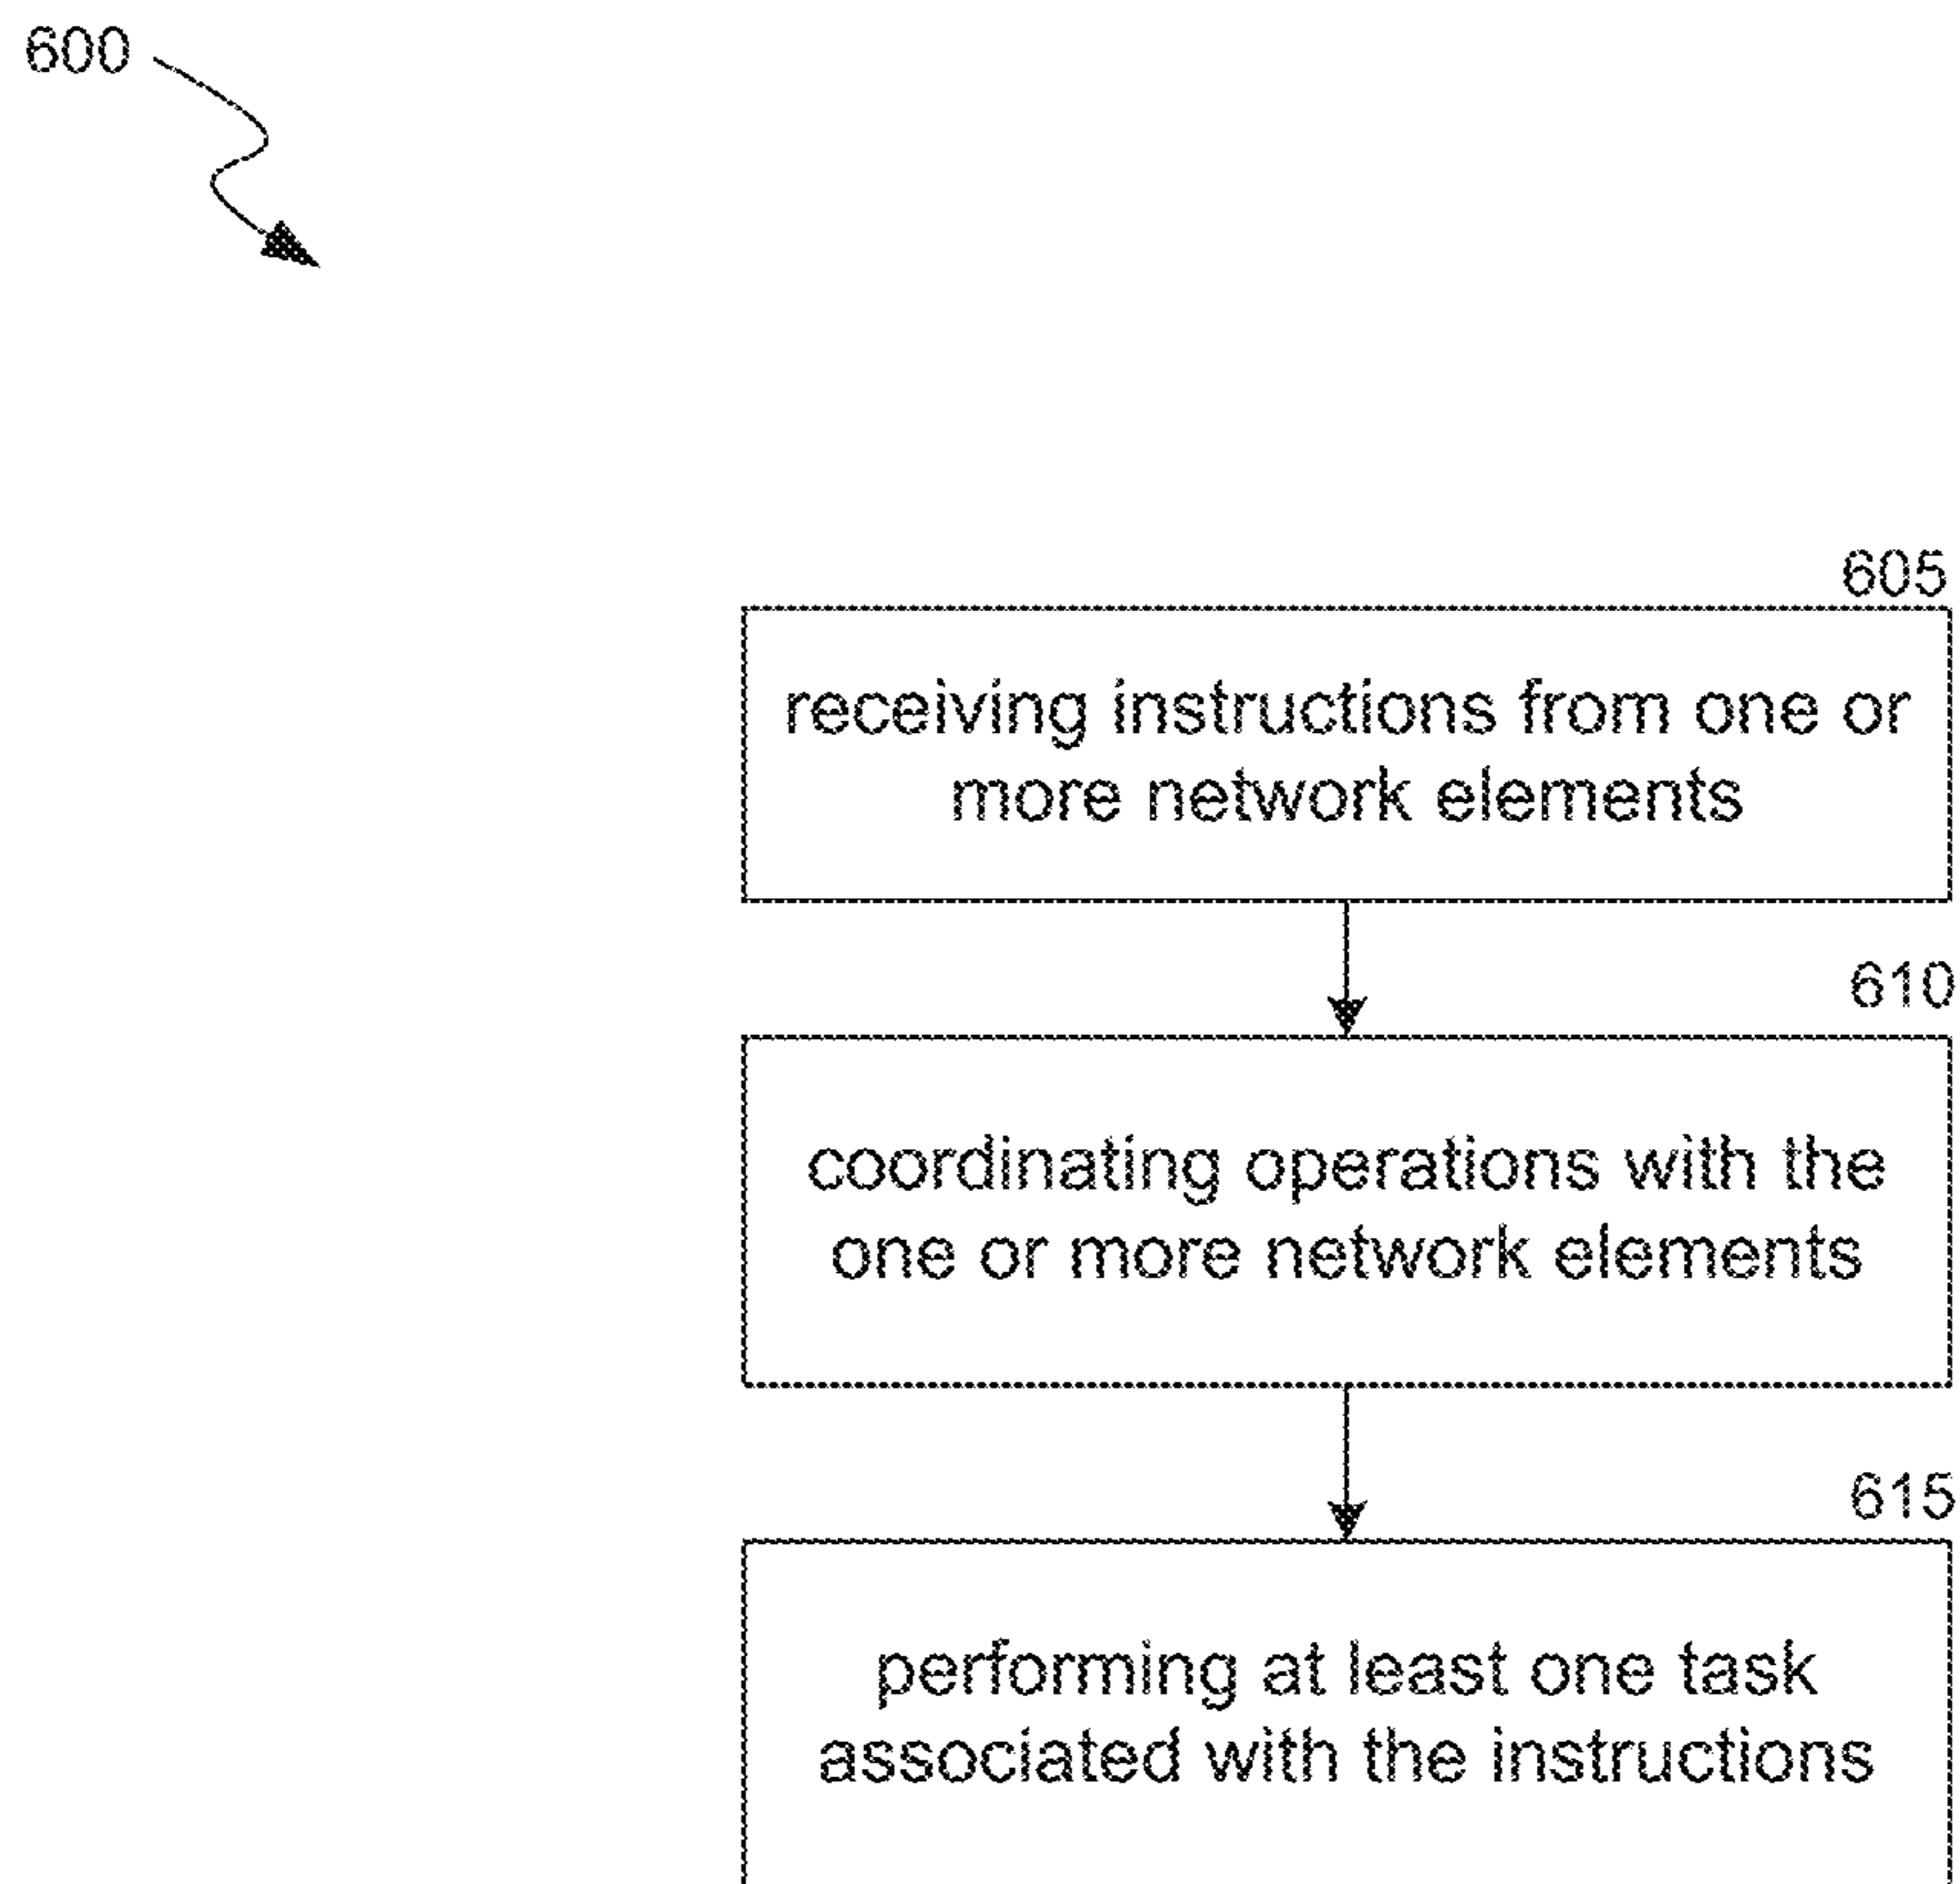 600
605
receiving instructions from one or
more network elements
610
coordinating operations with the
one or more network elements
615
performing at least one task
associated with the instructions